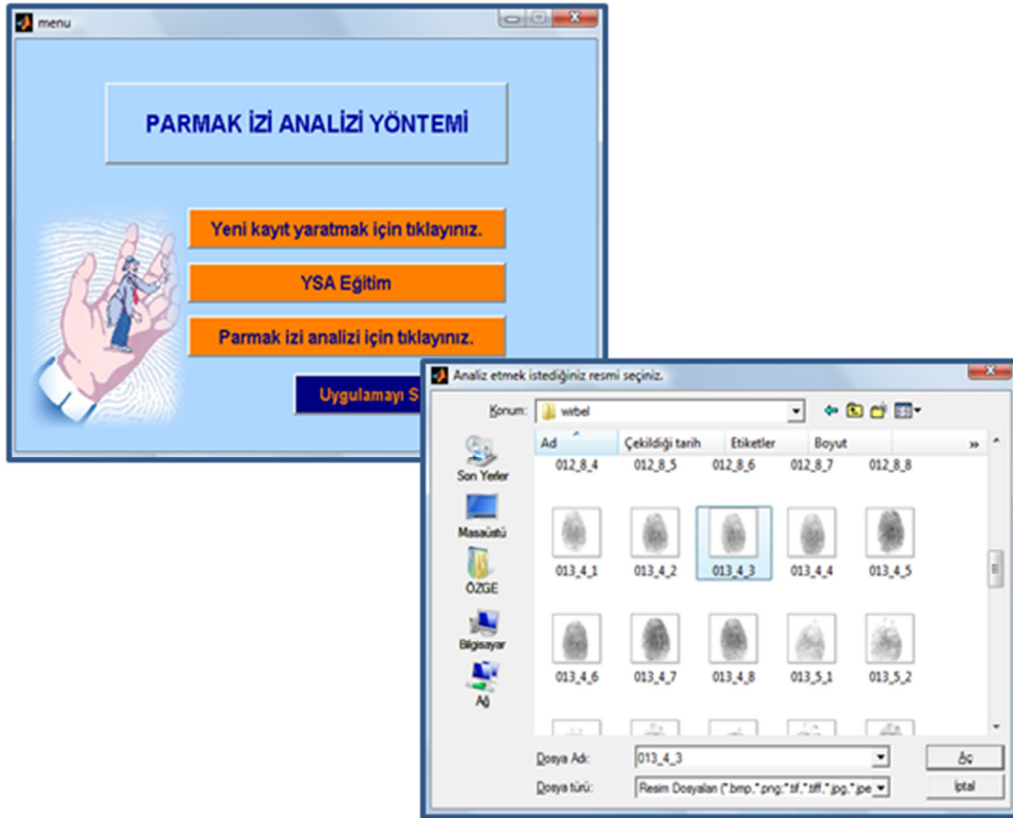 menu
PARMAK İZİ ANALİZİ YÖNTEMİ
Yeni kayıt yaratmak için tıklayınız.
YSA Eğitim
Parmak izi analizi için tıklayınız.
Uygulamayı S
Analiz etmek istediğiniz resmi seçiniz.
Konum: wirbel
Ad Çekildiği tarih Etiketler Boyut »
012_8_4 012_8_5 012_8_6 012_8_7 012_8_8
Son Yerler
Masaüstü
ÖZGE
Bilgisayar
Ağ
013_4_1 013_4_2 013_4_3 013_4_4 013_4_5
013_4_6 013_4_7 013_4_8 013_5_1 013_5_2
Dosya Adı: 013_4_3 Aç
Dosya türü: Resim Dosyaları (*.bmp,*.png;*.tif,*.tiff,*.jpg,*.jpe İptal